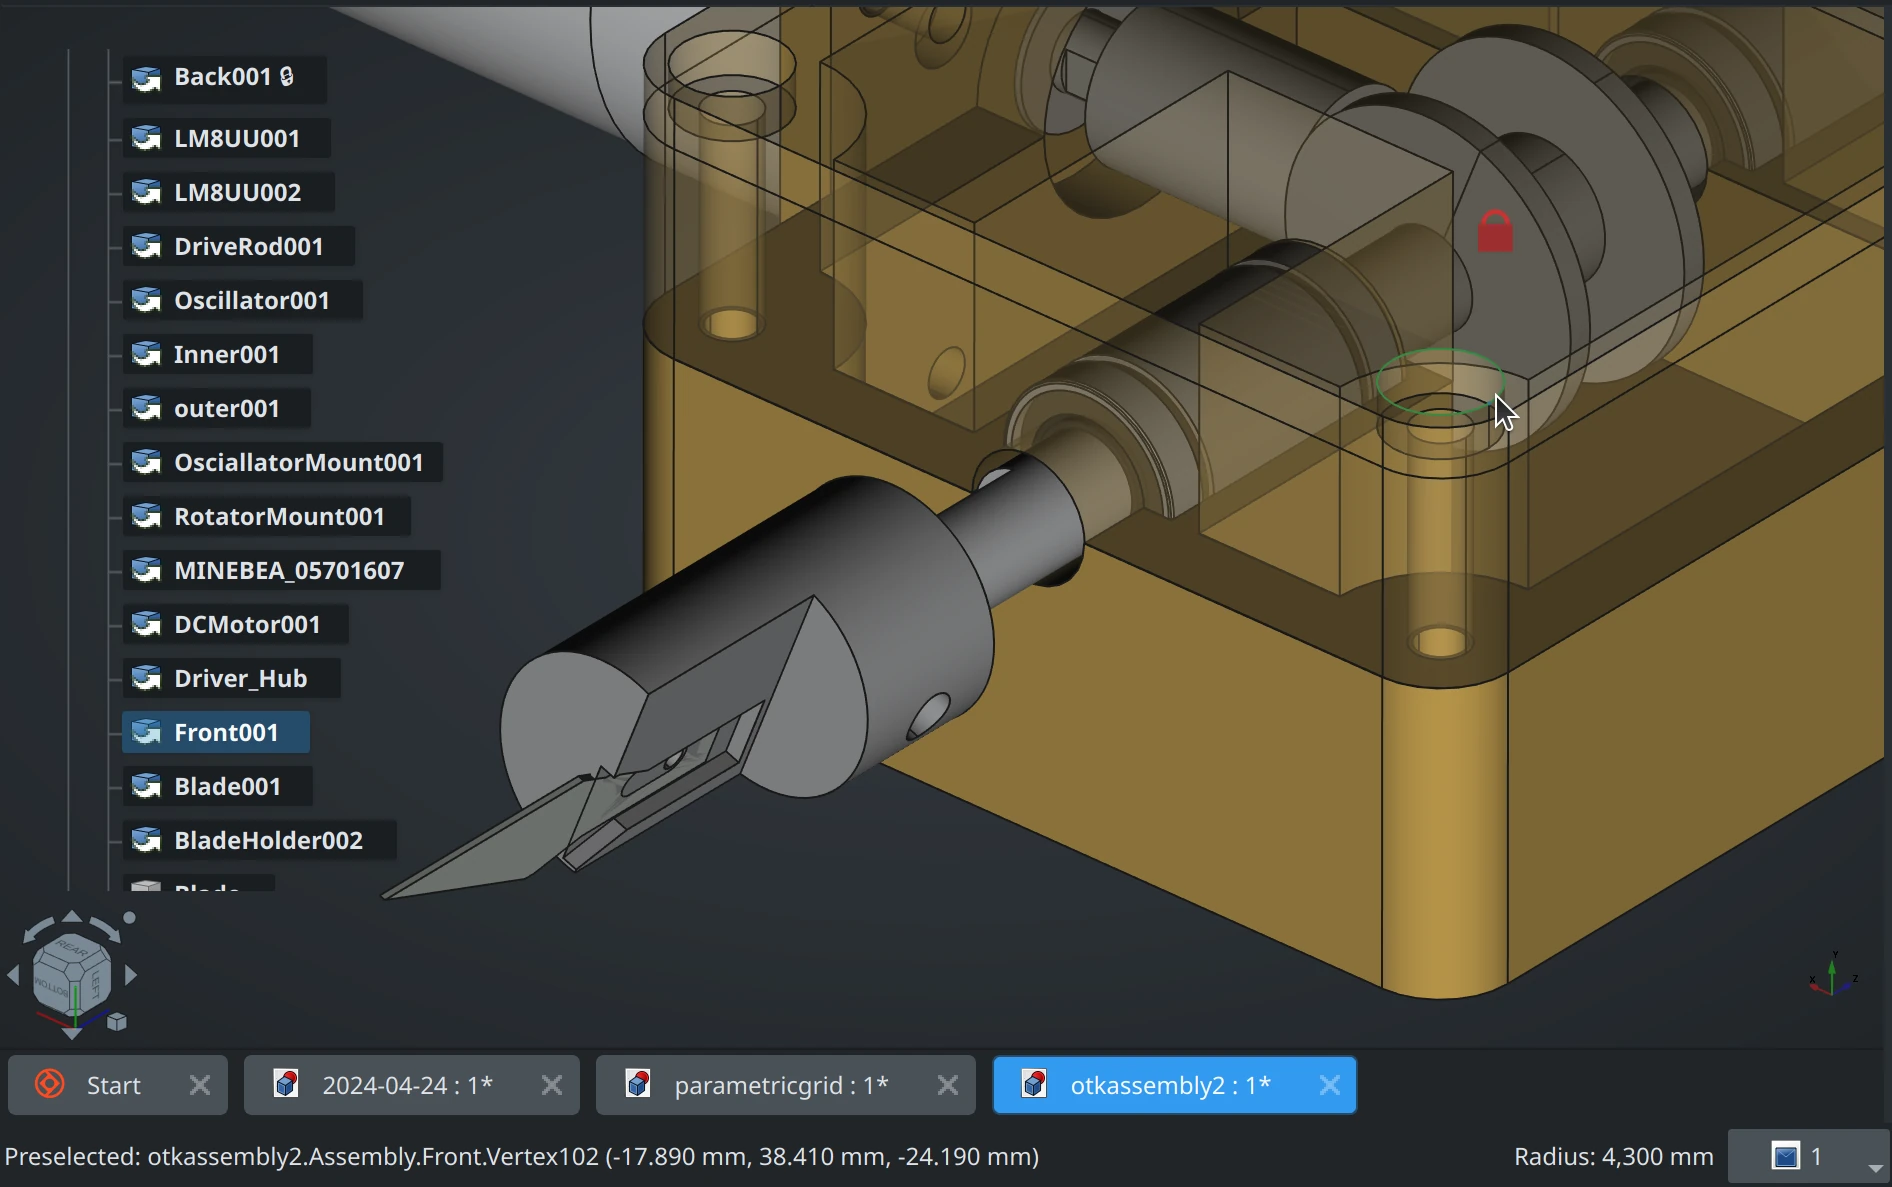 Back001
LM8UU001
LM8UU002
DriveRod001
Oscillator001
Inner001
outer001
OsciallatorMount001
RotatorMount001
MINEBEA_05701607
DCMotor001
Driver_Hub
Front001
Blade001
BladeHolder002
Blade
REAR
LEFT
BOTTOM
Y
X
Z
Start
2024-04-24 : 1*
parametricgrid : 1*
otkassembly2 : 1*
Preselected: otkassembly2.Assembly.Front.Vertex102 (-17.890 mm, 38.410 mm, -24.190 mm)
Radius: 4,300 mm
1